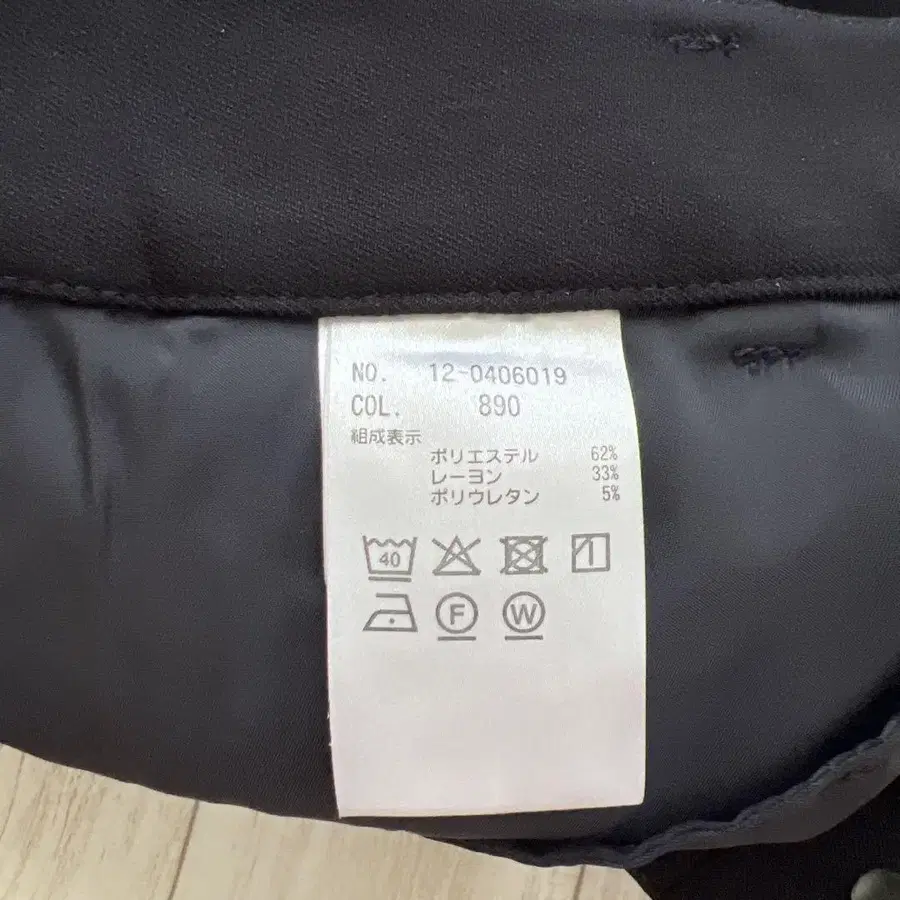 NO. 12-0406019
COL. 890
組成表示
ポリエステル 62%
レーヨン 33%
ポリウレタン 5%
40
F W